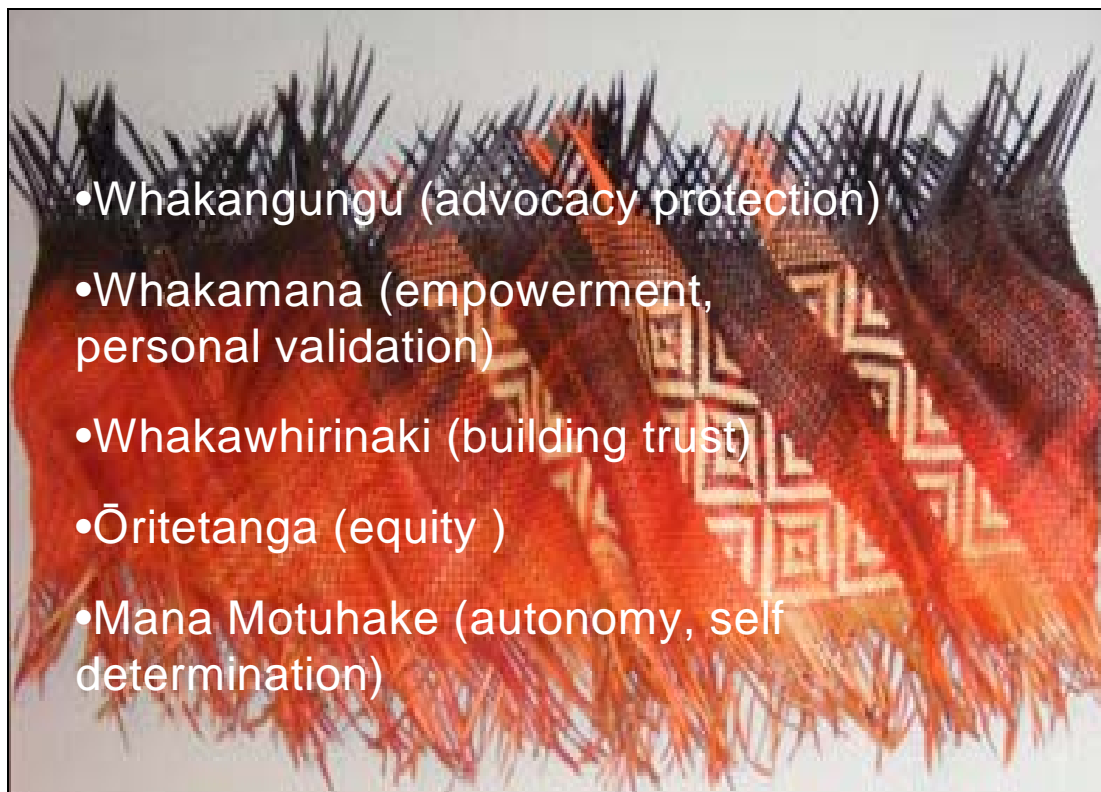 •Whakangungu (advocacy protection)
•Whakamana (empowerment,
personal validation)
•Whakawhirinaki (building trust)
•Ōritetanga (equity )
•Mana Motuhake (autonomy, self
determination)